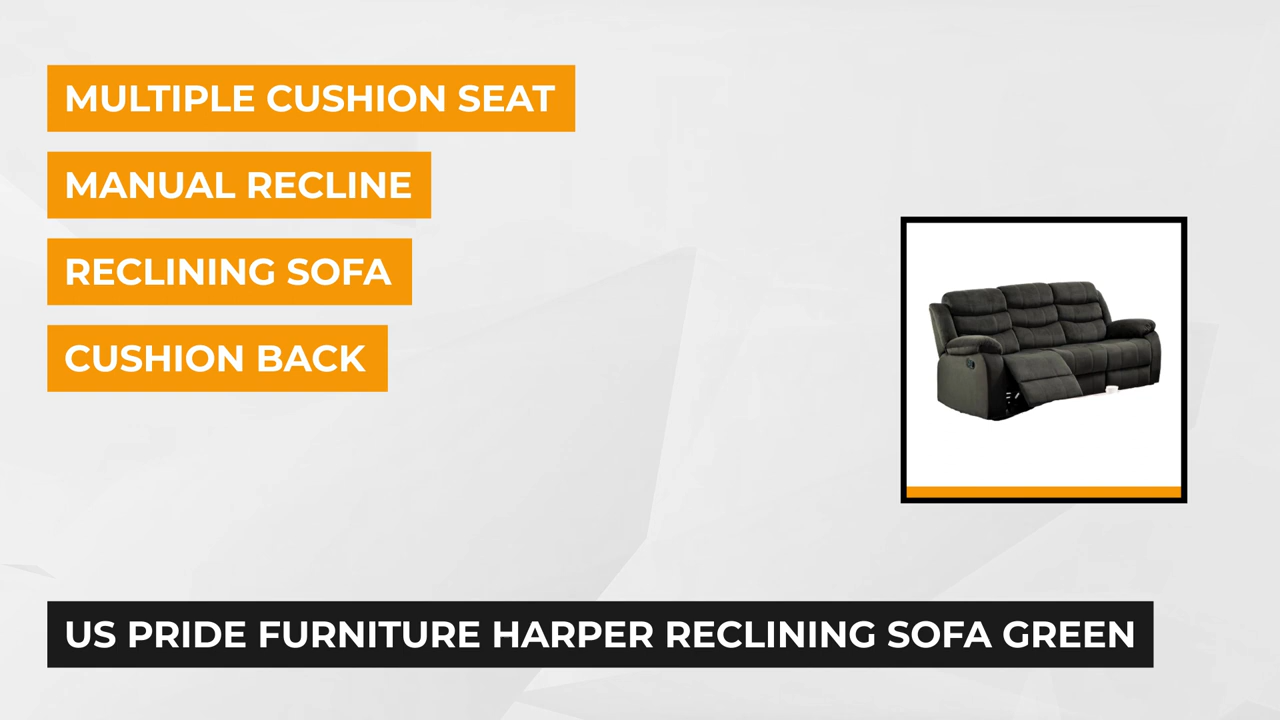 MULTIPLE CUSHION SEAT
MANUAL RECLINE
RECLINING SOFA
CUSHION BACK
US PRIDE FURNITURE HARPER RECLINING SOFA GREEN